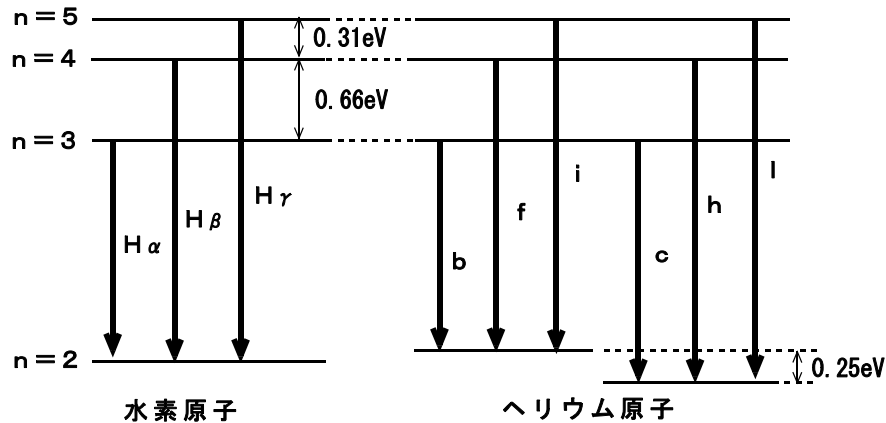 n=5
0.31eV
n=4
0.66eV
n=3
i
l
Hγ
f
h
Hβ
Hα
b
c
n=2
0.25eV
水素原子
ヘリウム原子